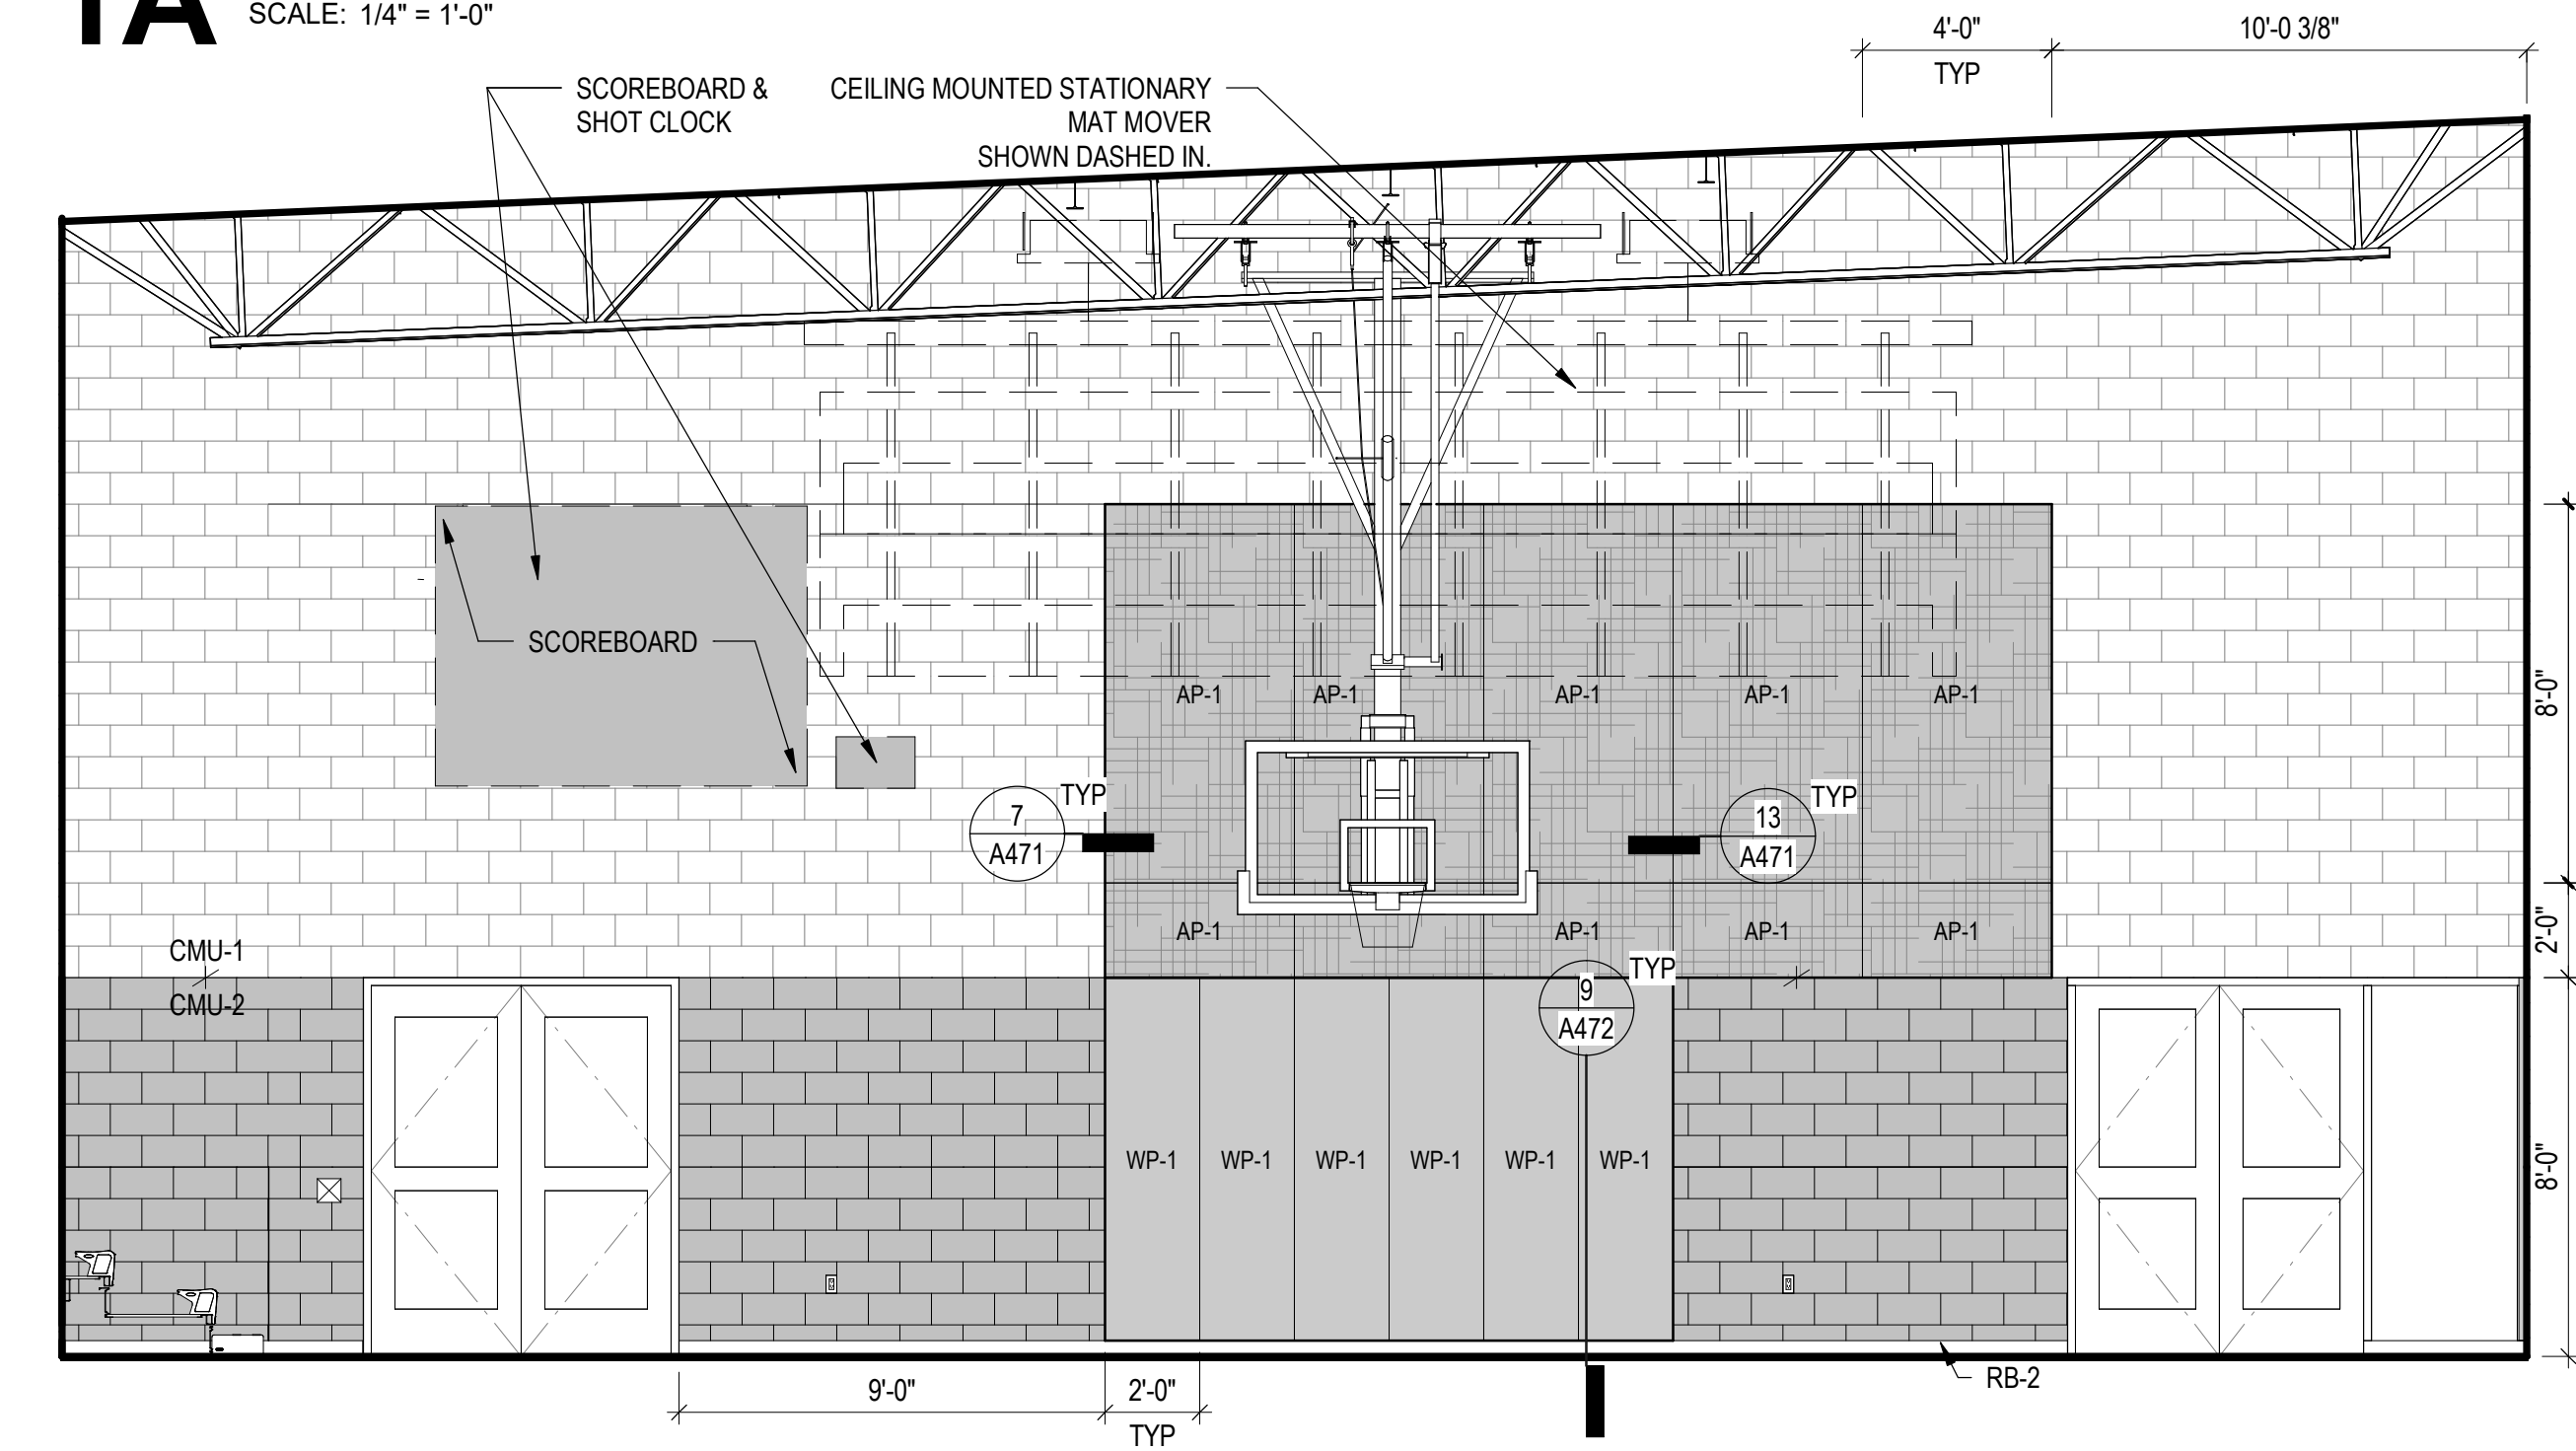 1A
SCALE: 1/4" = 1'-0"
4'-0"
TYP
10'-0 3/8"
SCOREBOARD &
SHOT CLOCK
CEILING MOUNTED STATIONARY
MAT MOVER
SHOWN DASHED IN.
SCOREBOARD
8'-0"
AP-1
AP-1
AP-1
AP-1
AP-1
TYP
7
A471
TYP
13
A471
2'-0"
AP-1
AP-1
AP-1
AP-1
CMU-1
CMU-2
TYP
9
A472
WP-1
WP-1
WP-1
WP-1
WP-1
WP-1
8'-0"
RB-2
9'-0"
2'-0"
TYP